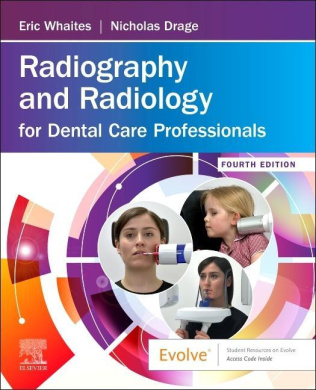 Eric Whaites | Nicholas Drage
Radiography
and Radiology
for Dental Care Professionals
FOURTH EDITION
ELSEVIER
Evolve
Student Resources on Evolve
Access Code Inside